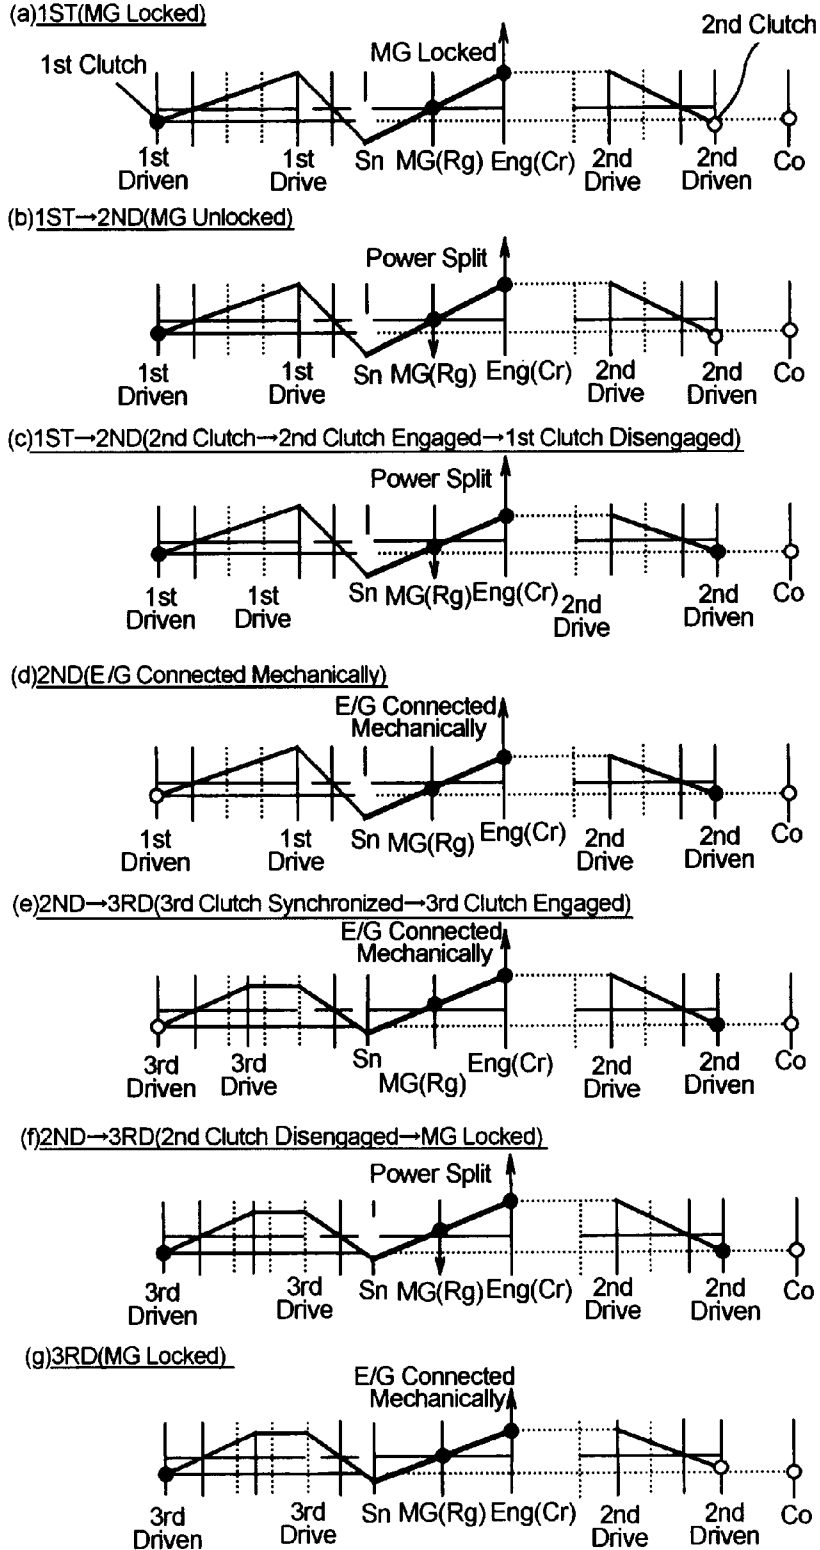 (a)1ST(MG Locked)
2nd Clutch
MG Locked
1st Clutch
1st Driven
1st Drive
Sn MG(Rg) Eng(Cr)
2nd Drive
2nd Driven
Co
(b)1ST→2ND(MG Unlocked)
Power Split
1st Driven
1st Drive
Sn MG(Rg) Eng(Cr)
2nd Drive
2nd Driven
Co
(c)1ST→2ND(2nd Clutch→2nd Clutch Engaged→1st Clutch Disengaged)
Power Split
1st Driven
1st Drive
Sn MG(Rg) Eng(Cr)
2nd Drive
2nd Driven
Co
(d)2ND(E/G Connected Mechanically)
E/G Connected
Mechanically
1st Driven
1st Drive
Sn MG(Rg) Eng(Cr)
2nd Drive
2nd Driven
Co
(e)2ND→3RD(3rd Clutch Synchronized→3rd Clutch Engaged)
E/G Connected
Mechanically
3rd Driven
3rd Drive
Sn
MG(Rg)
Eng(Cr)
2nd Drive
2nd Driven
Co
(f)2ND→3RD(2nd Clutch Disengaged→MG Locked)
Power Split
3rd Driven
3rd Drive
Sn MG(Rg) Eng(Cr)
2nd Drive
2nd Driven
Co
(g)3RD(MG Locked)
E/G Connected
Mechanically
3rd Driven
3rd Drive
Sn MG(Rg) Eng(Cr)
2nd Drive
2nd Driven
Co